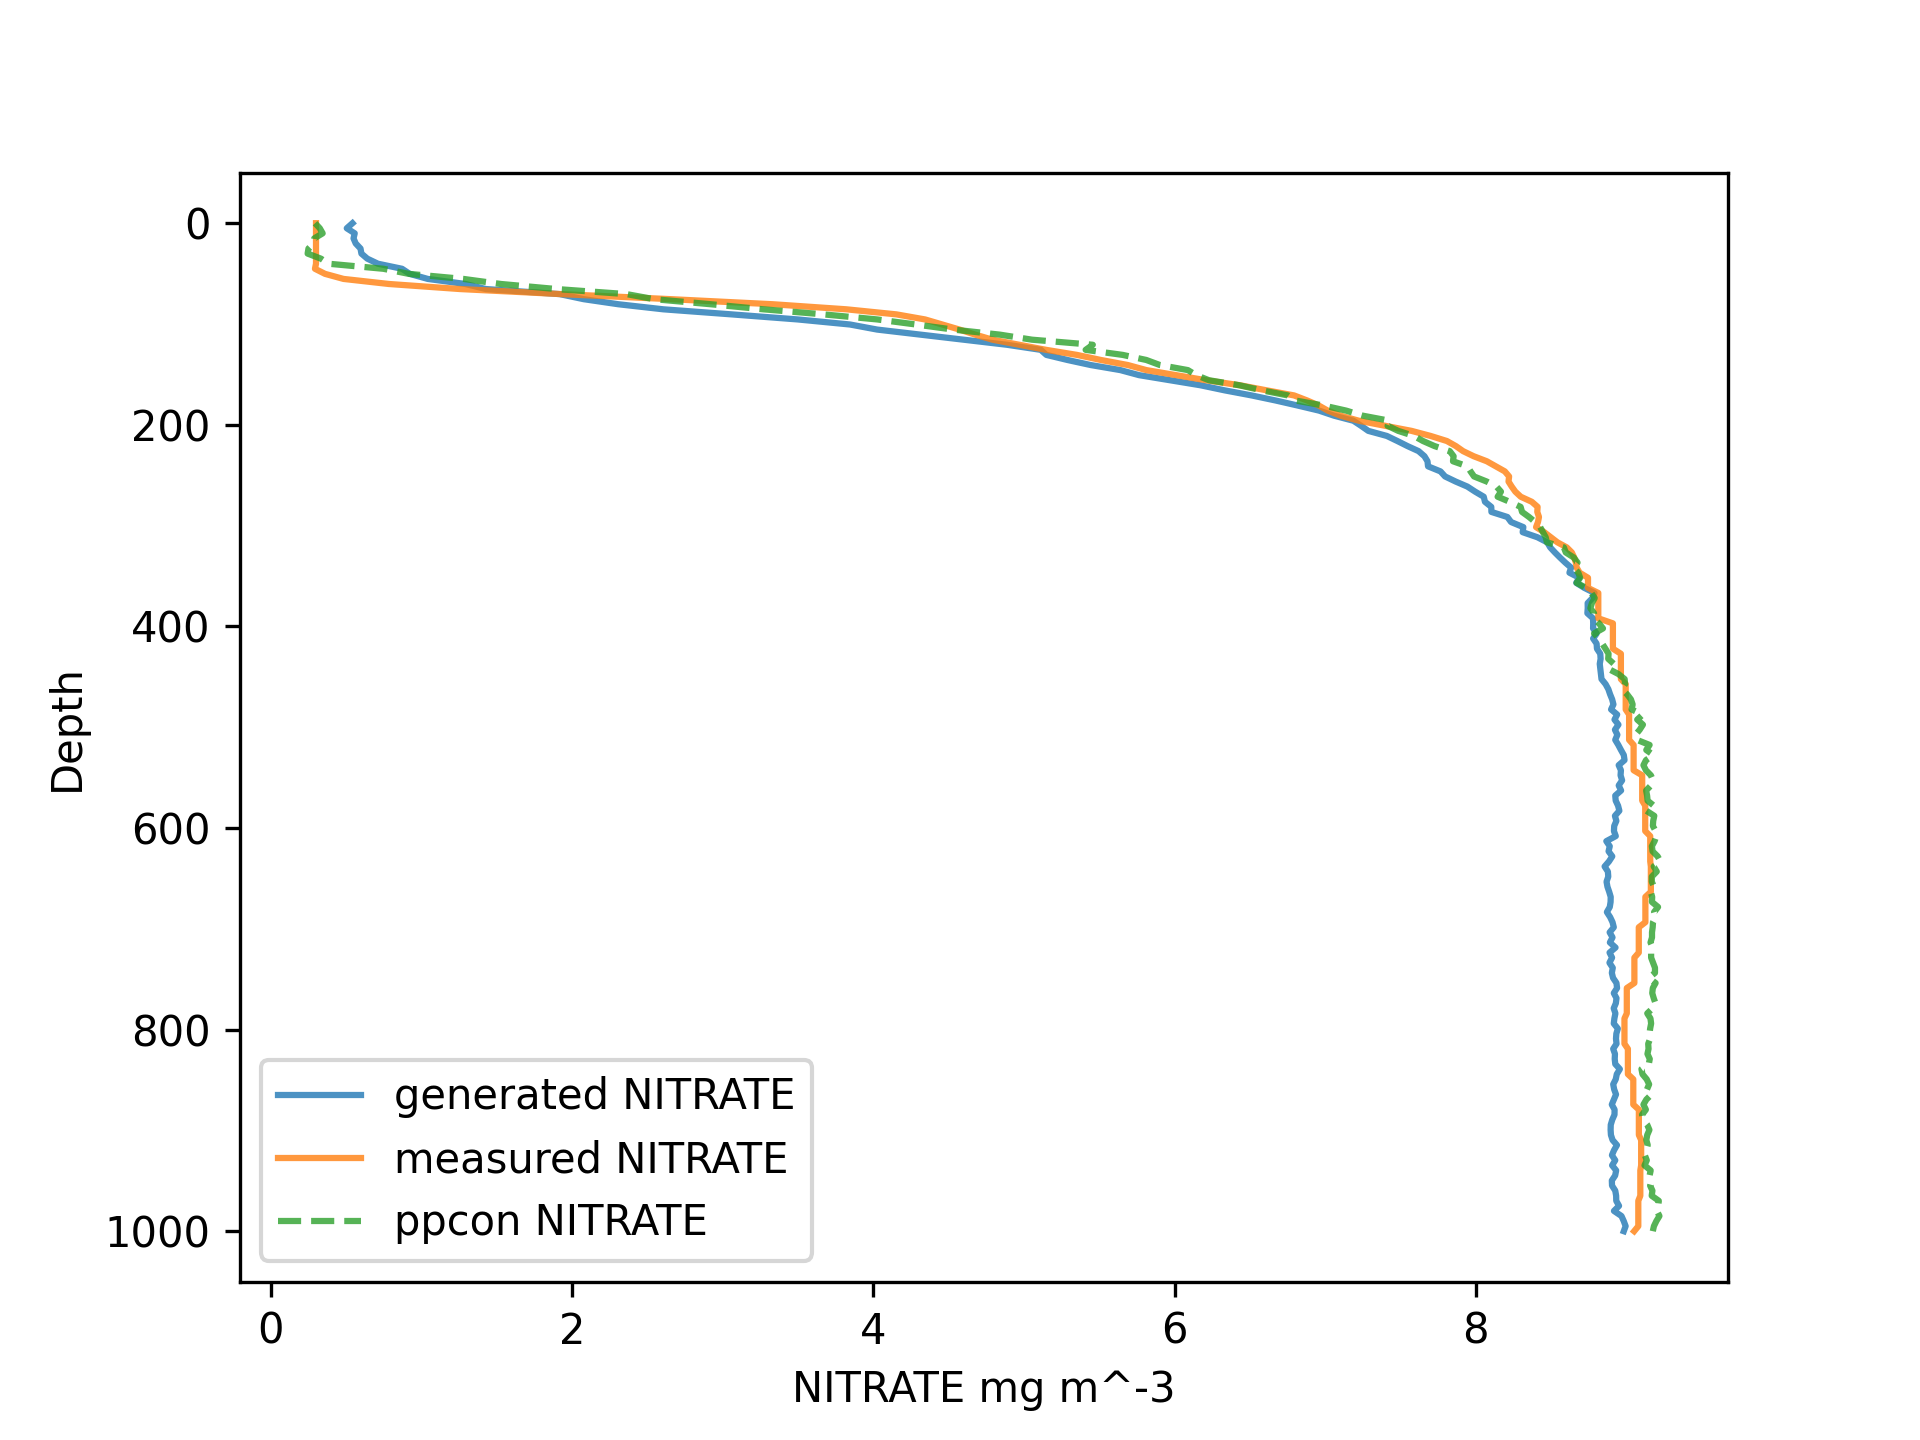 0
200
400
600
800
1000
Depth
generated NITRATE
measured NITRATE
ppcon NITRATE
0 2 4 6 8
NITRATE mg m^-3